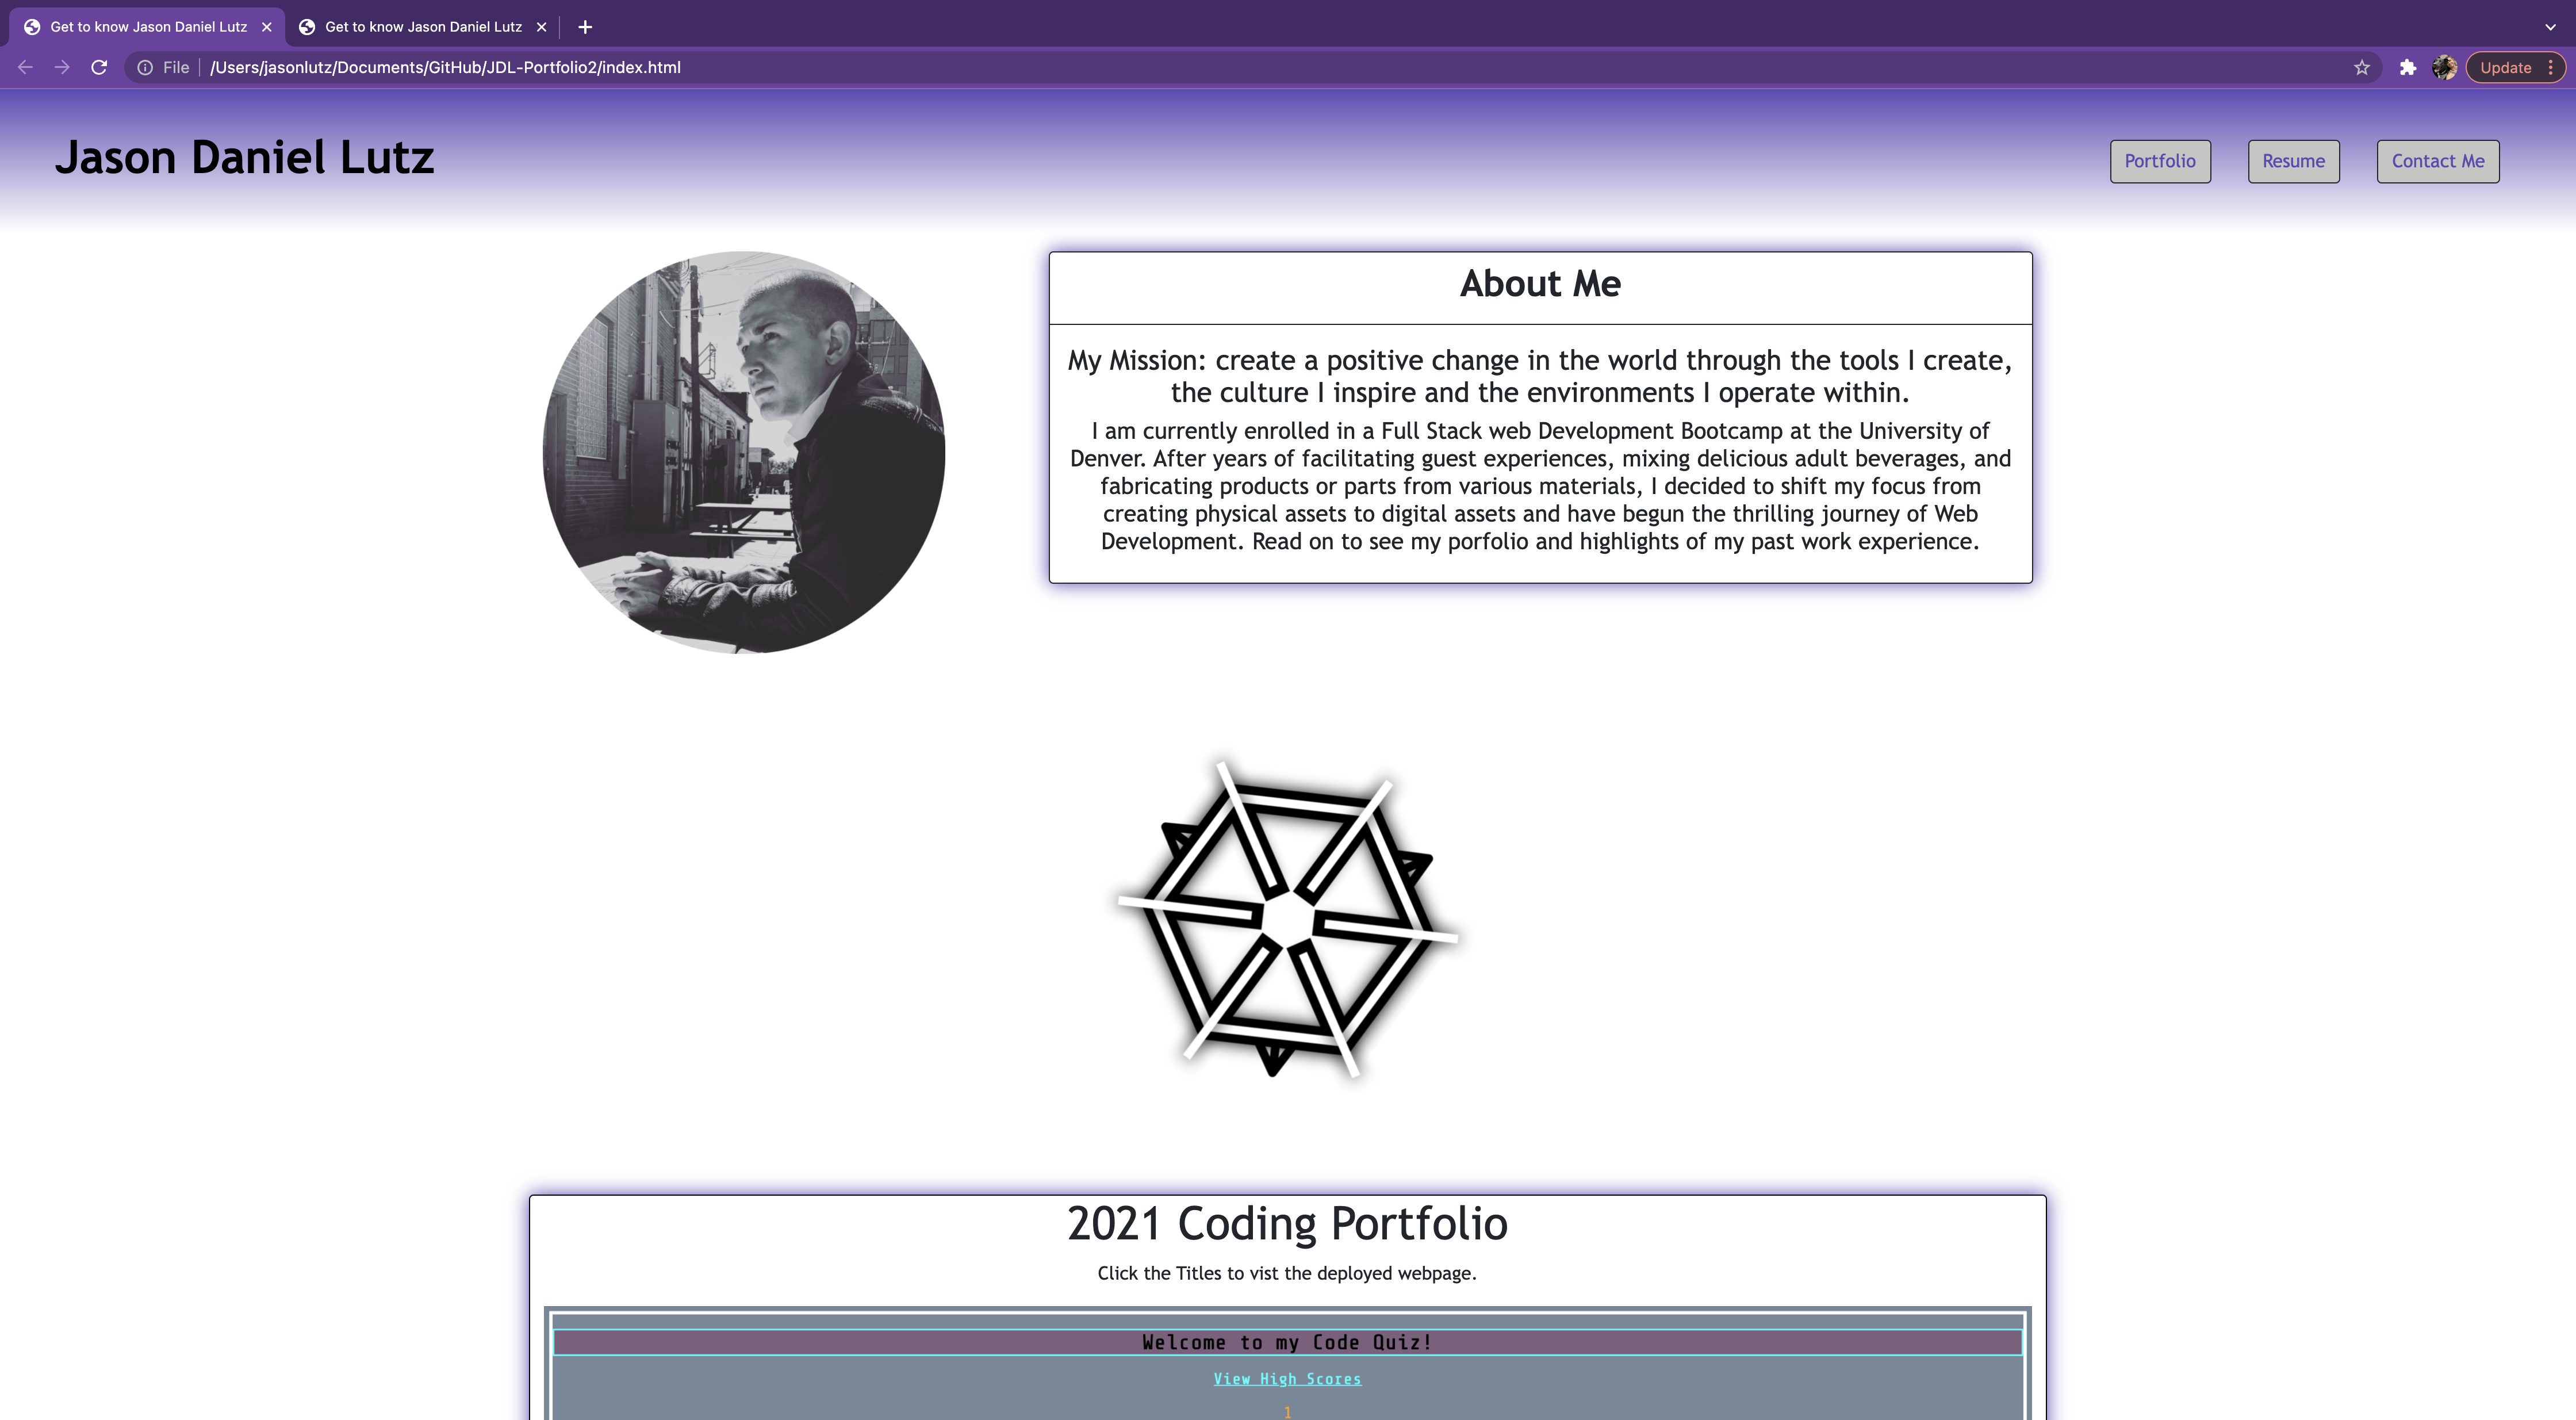 Get to know Jason Daniel Lutz
Get to know Jason Daniel Lutz
File
/Users/jasonlutz/Documents/GitHub/JDL-Portfolio2/index.html
Update
Jason Daniel Lutz
Portfolio
Resume
Contact Me
About Me
My Mission: create a positive change in the world through the tools I create,
the culture I inspire and the environments I operate within.
I am currently enrolled in a Full Stack web Development Bootcamp at the University of
Denver. After years of facilitating guest experiences, mixing delicious adult beverages, and
fabricating products or parts from various materials, I decided to shift my focus from
creating physical assets to digital assets and have begun the thrilling journey of Web
Development. Read on to see my porfolio and highlights of my past work experience.
2021 Coding Portfolio
Click the Titles to vist the deployed webpage.
Welcome to my Code Quiz!
View High Scores
1